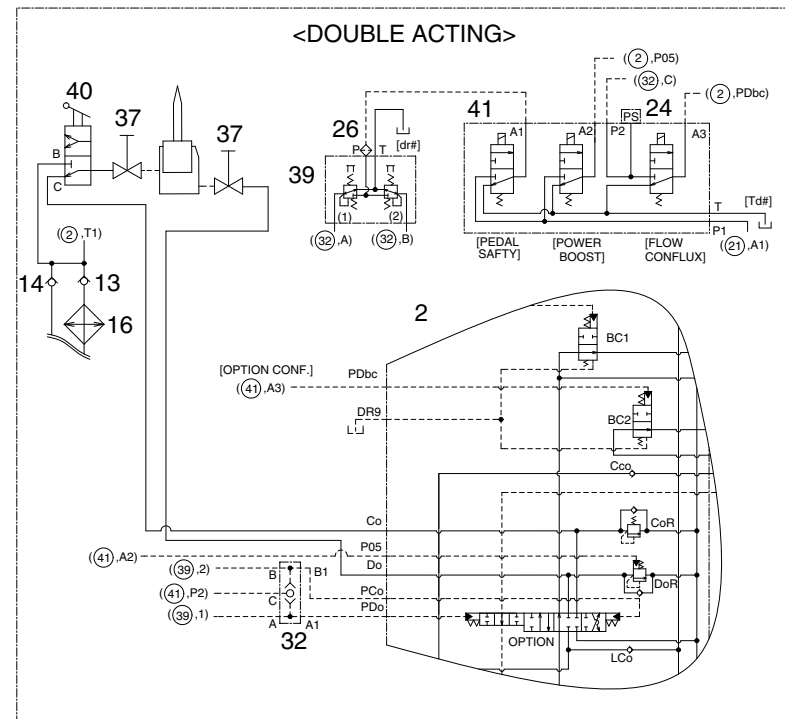 <DOUBLE ACTING>
40
37
37
B
C
((2),T1)
14
13
16
26
[dr#]
P
T
39
(1)
(2)
((32),A)
((32),B)
((2),P05)
((32),C)
((2),PDbc)
41
24
PS
A1
A2
P2
A3
T
[Td#]
P1
((21),A1)
[PEDAL
SAFTY]
[POWER
BOOST]
[FLOW
CONFLUX]
2
BC1
[OPTION CONF.]
PDbc
((41),A3)
DR9
BC2
Cco
Co
CoR
P05
((41),A2)
Do
DoR
((39),2)
B
B1
PCo
((41),P2)
C
PDo
((39),1)
A
A1
32
OPTION
LCo